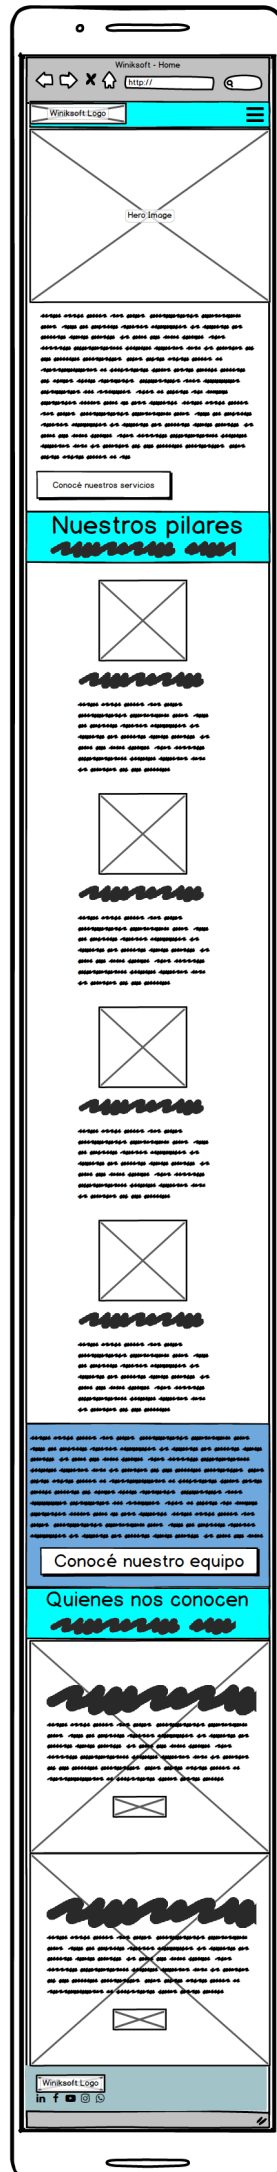 Winiksoft - Home
http://
Winiksoft Logo
Hero Image
Conocé nuestros servicios
Nuestros pilares
Conocé nuestro equipo
Quienes nos conocen
Winiksoft Logo